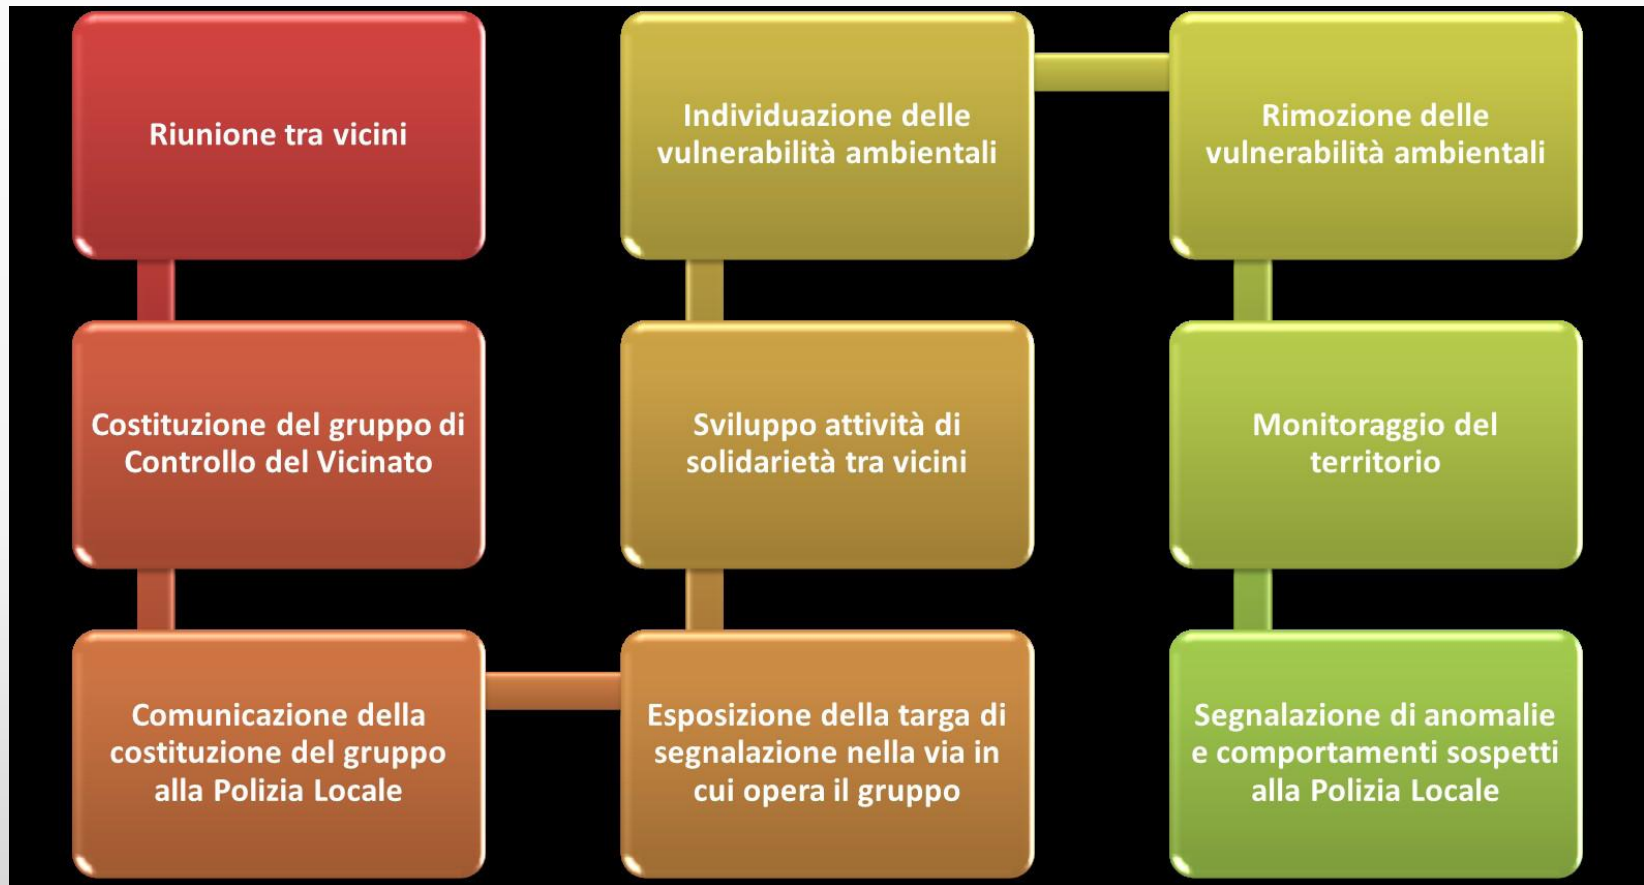 Riunione tra vicini
Costituzione del gruppo di
Controllo del Vicinato
Comunicazione della
costituzione del gruppo
alla Polizia Locale
Esposizione della targa di
segnalazione nella via in
cui opera il gruppo
Sviluppo attività di
solidarietà tra vicini
Individuazione delle
vulnerabilità ambientali
Rimozione delle
vulnerabilità ambientali
Monitoraggio del
territorio
Segnalazione di anomalie
e comportamenti sospetti
alla Polizia Locale